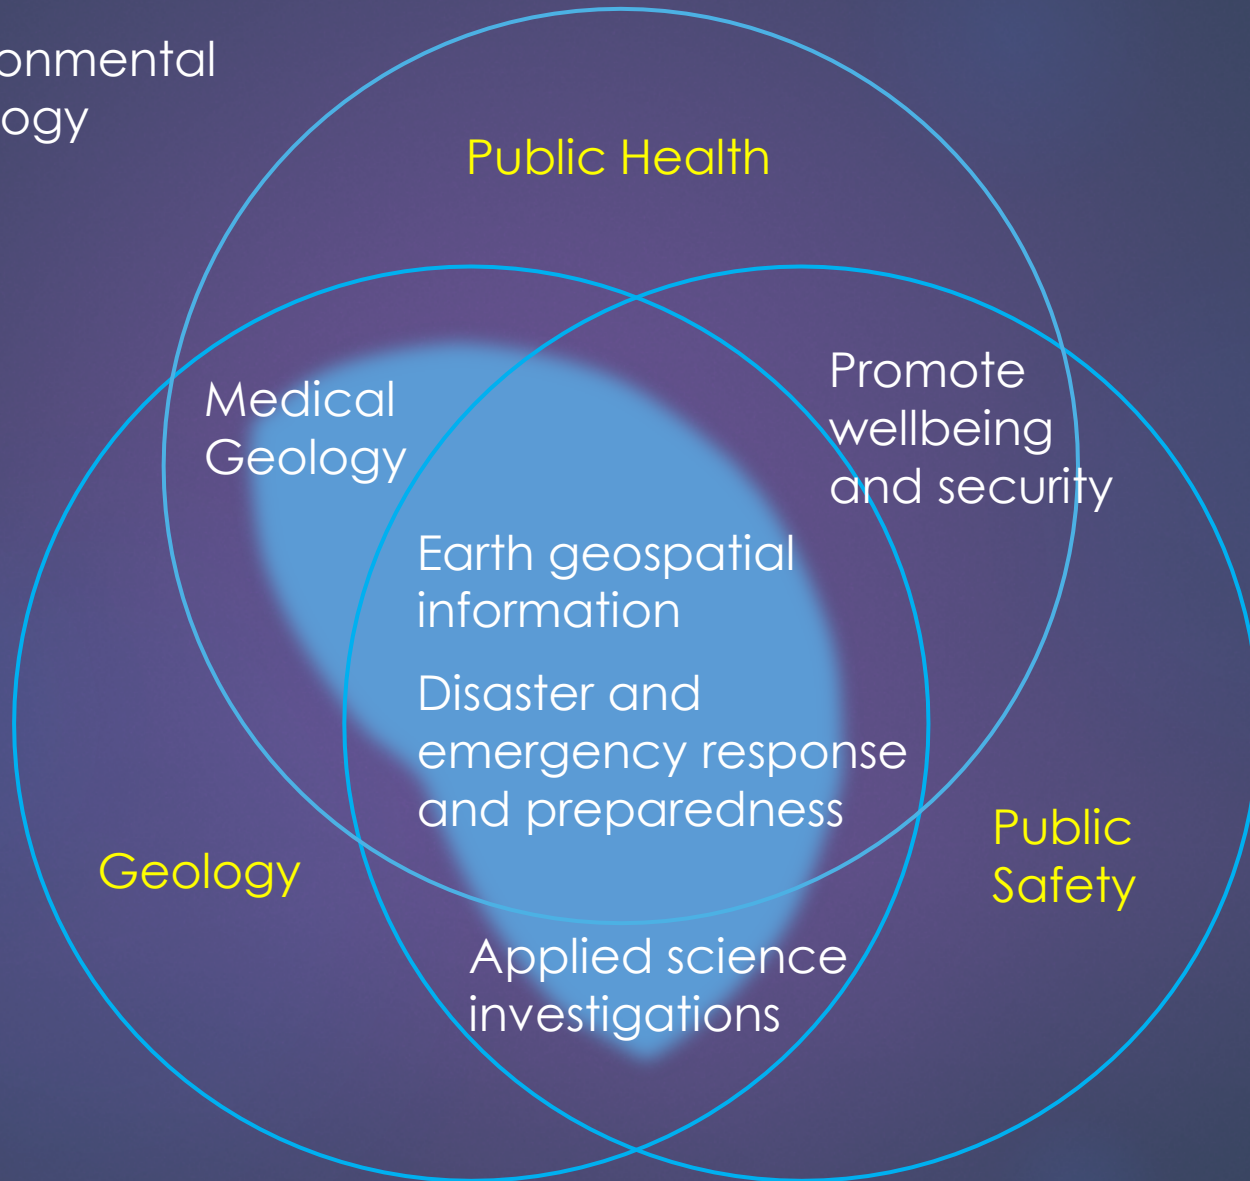 onmental
ogy
Public Health
Medical
Geology
Promote
wellbeing
and security
Earth geospatial
information
Disaster and
emergency response
and preparedness
Geology
Public
Safety
Applied science
investigations